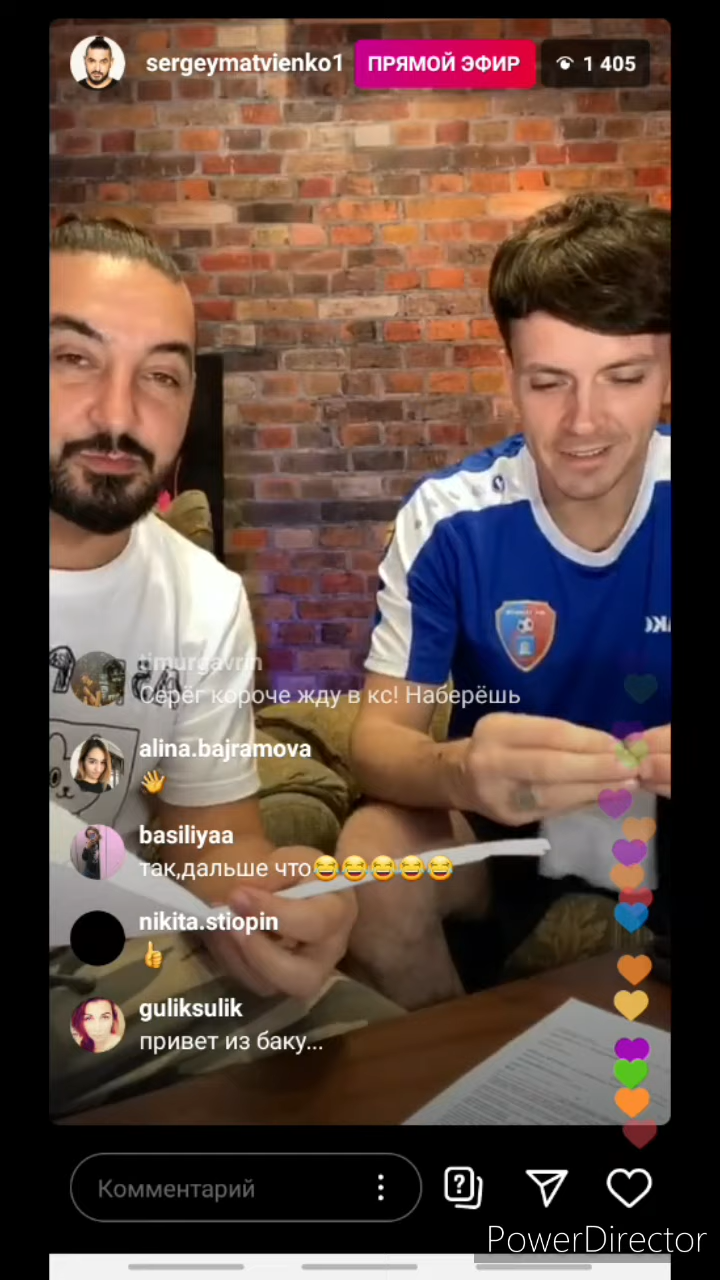 sergeymatvienko1 ПРЯМОЙ ЭФИР 1 405
timurgavrin
Серёг короче жду в кс! Наберёшь
alina.bajramova
👋
basiliyaa
так,дальше что😂😂😂😂😂
nikita.stiopin
👍
guliksulik
привет из баку...
Комментарий
PowerDirector